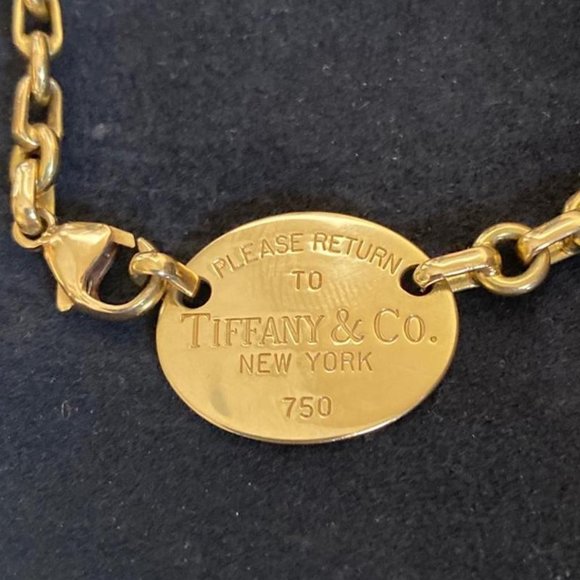 PLEASE RETURN
TO
TIFFANY & CO.
NEW YORK
750